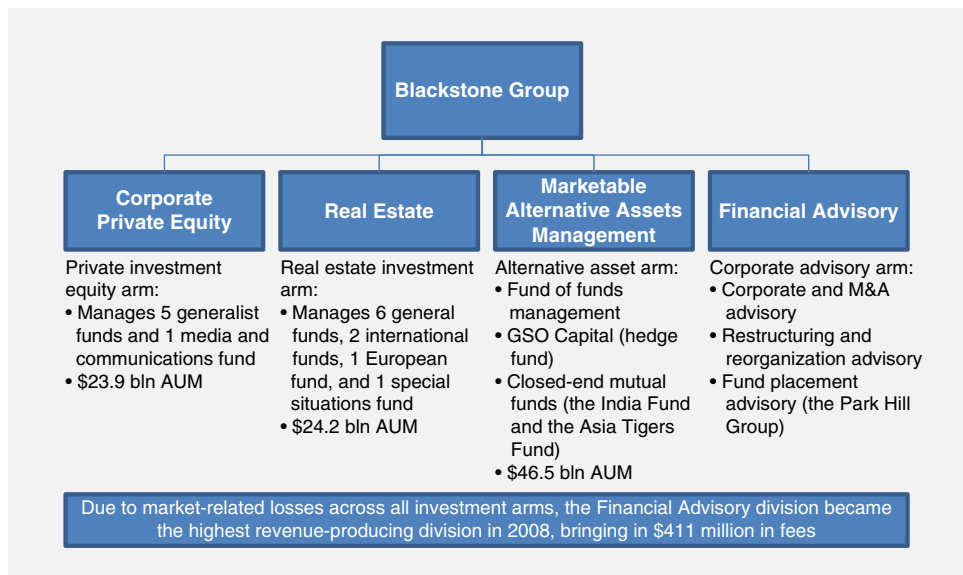 Blackstone Group
Corporate
Private Equity
Real Estate
Marketable
Alternative Assets
Management
Financial Advisory
Private investment
equity arm:
• Manages 5 generalist
funds and 1 media and
communications fund
• $23.9 bln AUM
Real estate investment
arm:
• Manages 6 general
funds, 2 international
funds, 1 European
fund, and 1 special
situations fund
• $24.2 bln AUM
Alternative asset arm:
• Fund of funds
management
• GSO Capital (hedge
fund)
• Closed-end mutual
funds (the India Fund
and the Asia Tigers
Fund)
• $46.5 bln AUM
Corporate advisory arm:
• Corporate and M&A
advisory
• Restructuring and
reorganization advisory
• Fund placement
advisory (the Park Hill
Group)
Due to market-related losses across all investment arms, the Financial Advisory division became
the highest revenue-producing division in 2008, bringing in $411 million in fees